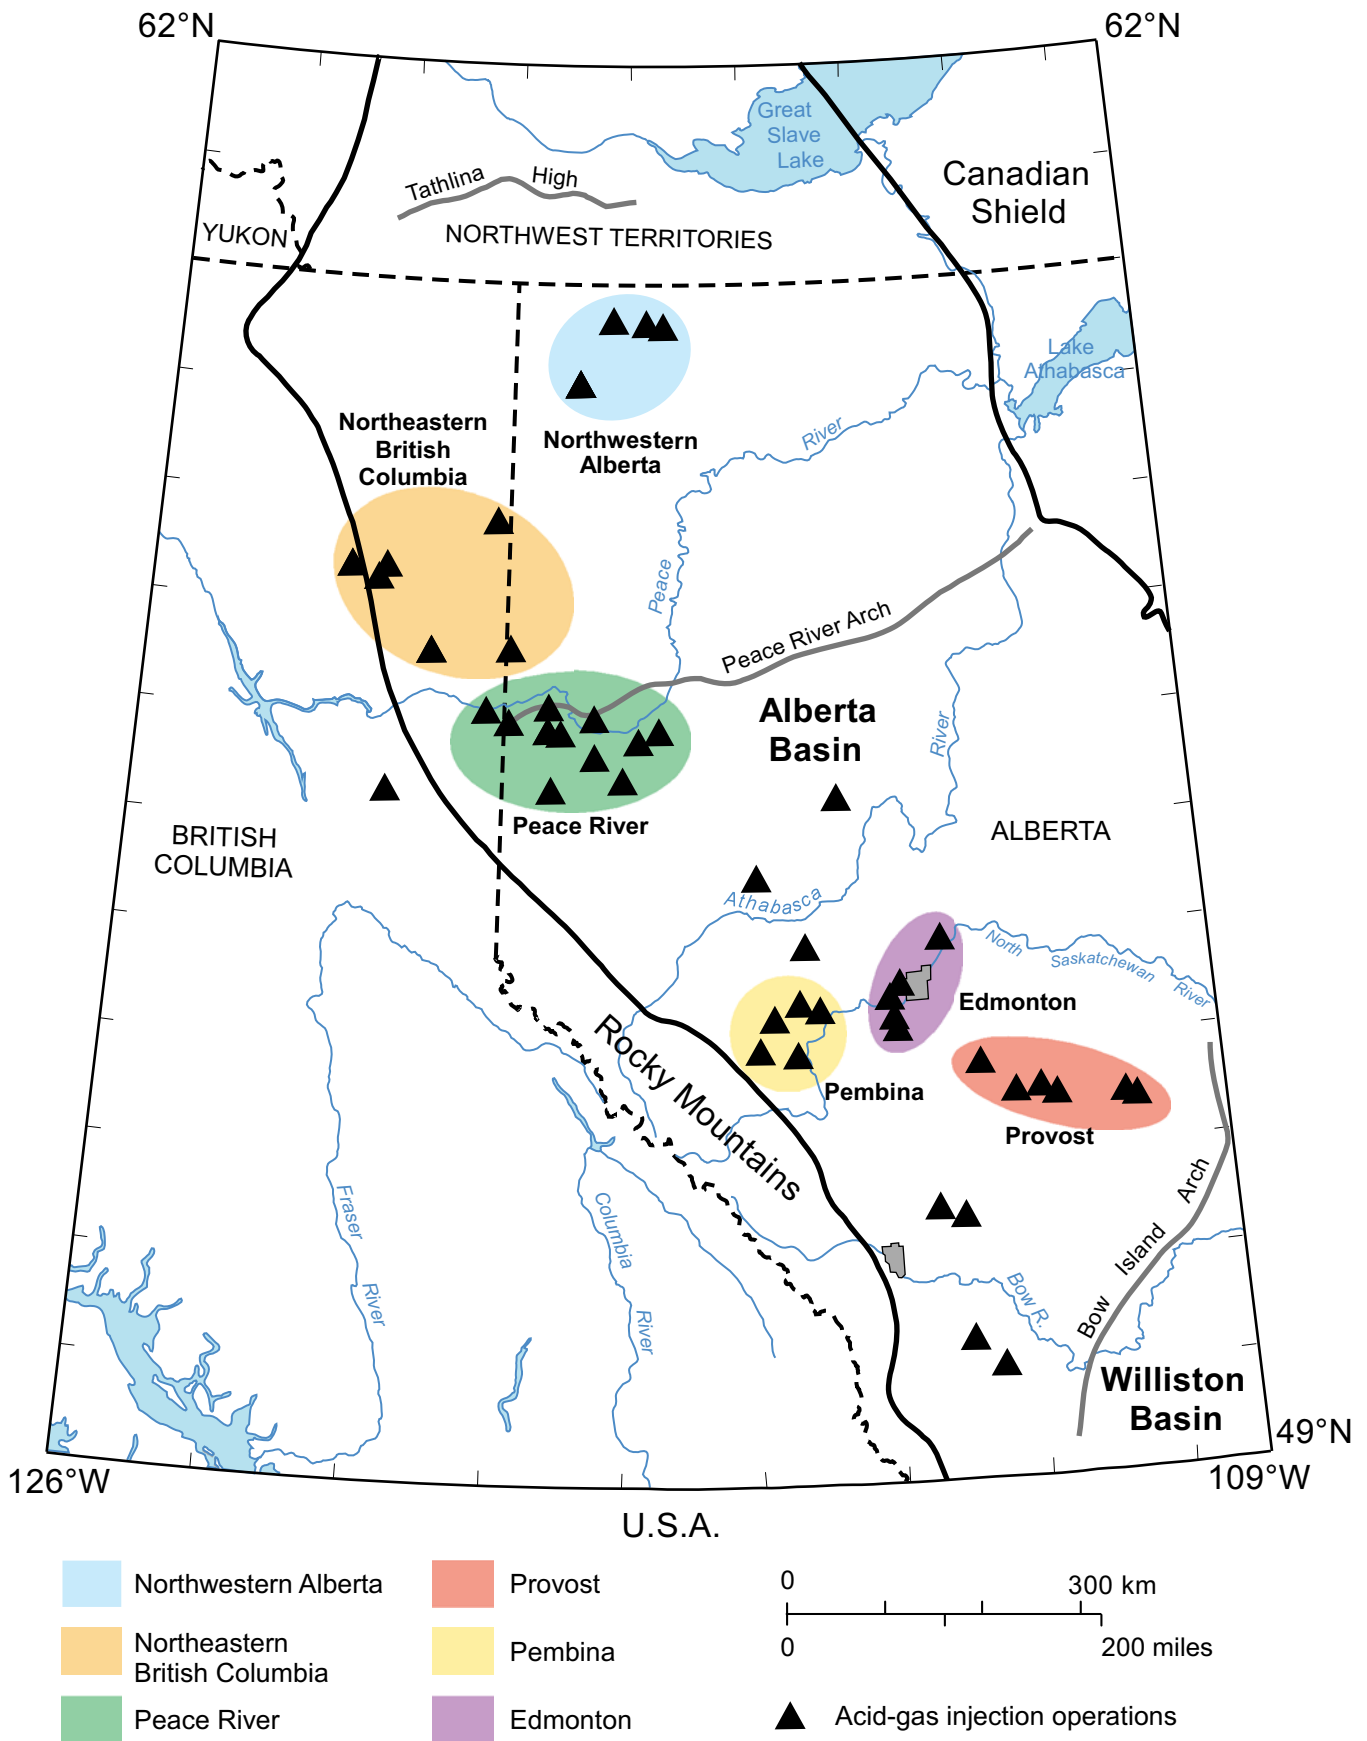 62°N
62°N
Great
Slave
Lake
Canadian
Shield
Tathlina High
YUKON
NORTHWEST TERRITORIES
Lake
Athabasca
Northeastern
British
Columbia
Northwestern
Alberta
River
Peace
Peace River Arch
Alberta
Basin
River
Peace River
BRITISH
COLUMBIA
ALBERTA
Athabasca
North Saskatchewan River
Edmonton
Rocky Mountains
Pembina
Provost
Fraser
River
Columbia
River
Bow R.
Bow Island Arch
Williston
Basin
49°N
126°W
109°W
U.S.A.
Northwestern Alberta
Northeastern
British Columbia
Peace River
Provost
Pembina
Edmonton
0 300 km
0 200 miles
Acid-gas injection operations